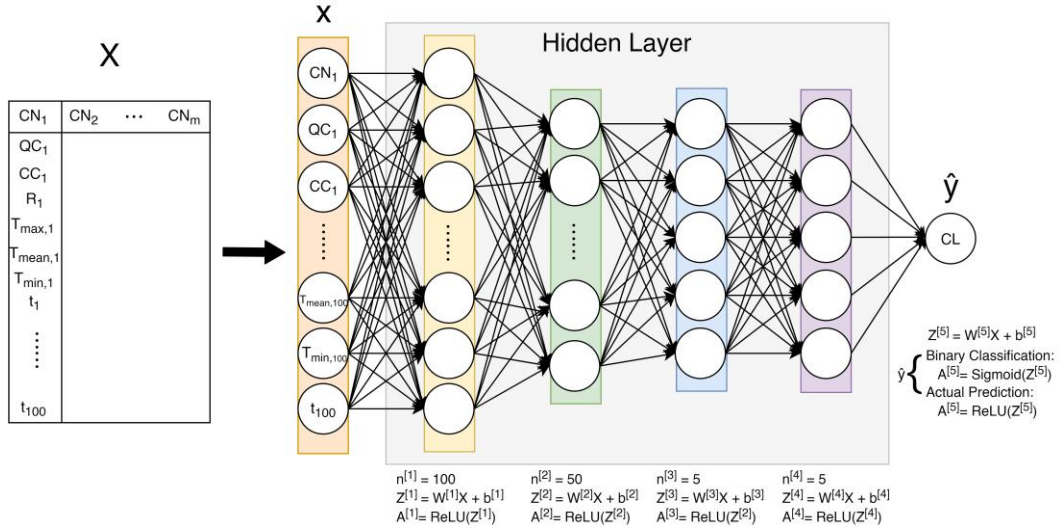 X
CN₁ CN₂ ... CNₘ
QC₁
CC₁
R₁
Tmax,1
Tmean,1
Tmin,1
t₁
......
t₁₀₀
x
CN₁
QC₁
CC₁
......
Tmean,100
Tmin,100
t₁₀₀
Hidden Layer
......
......
n[1] = 100
Z[1] = W[1]X + b[1]
A[1]= ReLU(Z[1])
n[2] = 50
Z[2] = W[2]X + b[2]
A[2]= ReLU(Z[2])
n[3] = 5
Z[3] = W[3]X + b[3]
A[3]= ReLU(Z[2])
n[4] = 5
Z[4] = W[4]X + b[4]
A[4]= ReLU(Z[4])
ŷ
CL
Z[5] = W[5]X + b[5]
ŷ {
Binary Classification:
A[5]= Sigmoid(Z[5])
Actual Prediction:
A[5]= ReLU(Z[5])